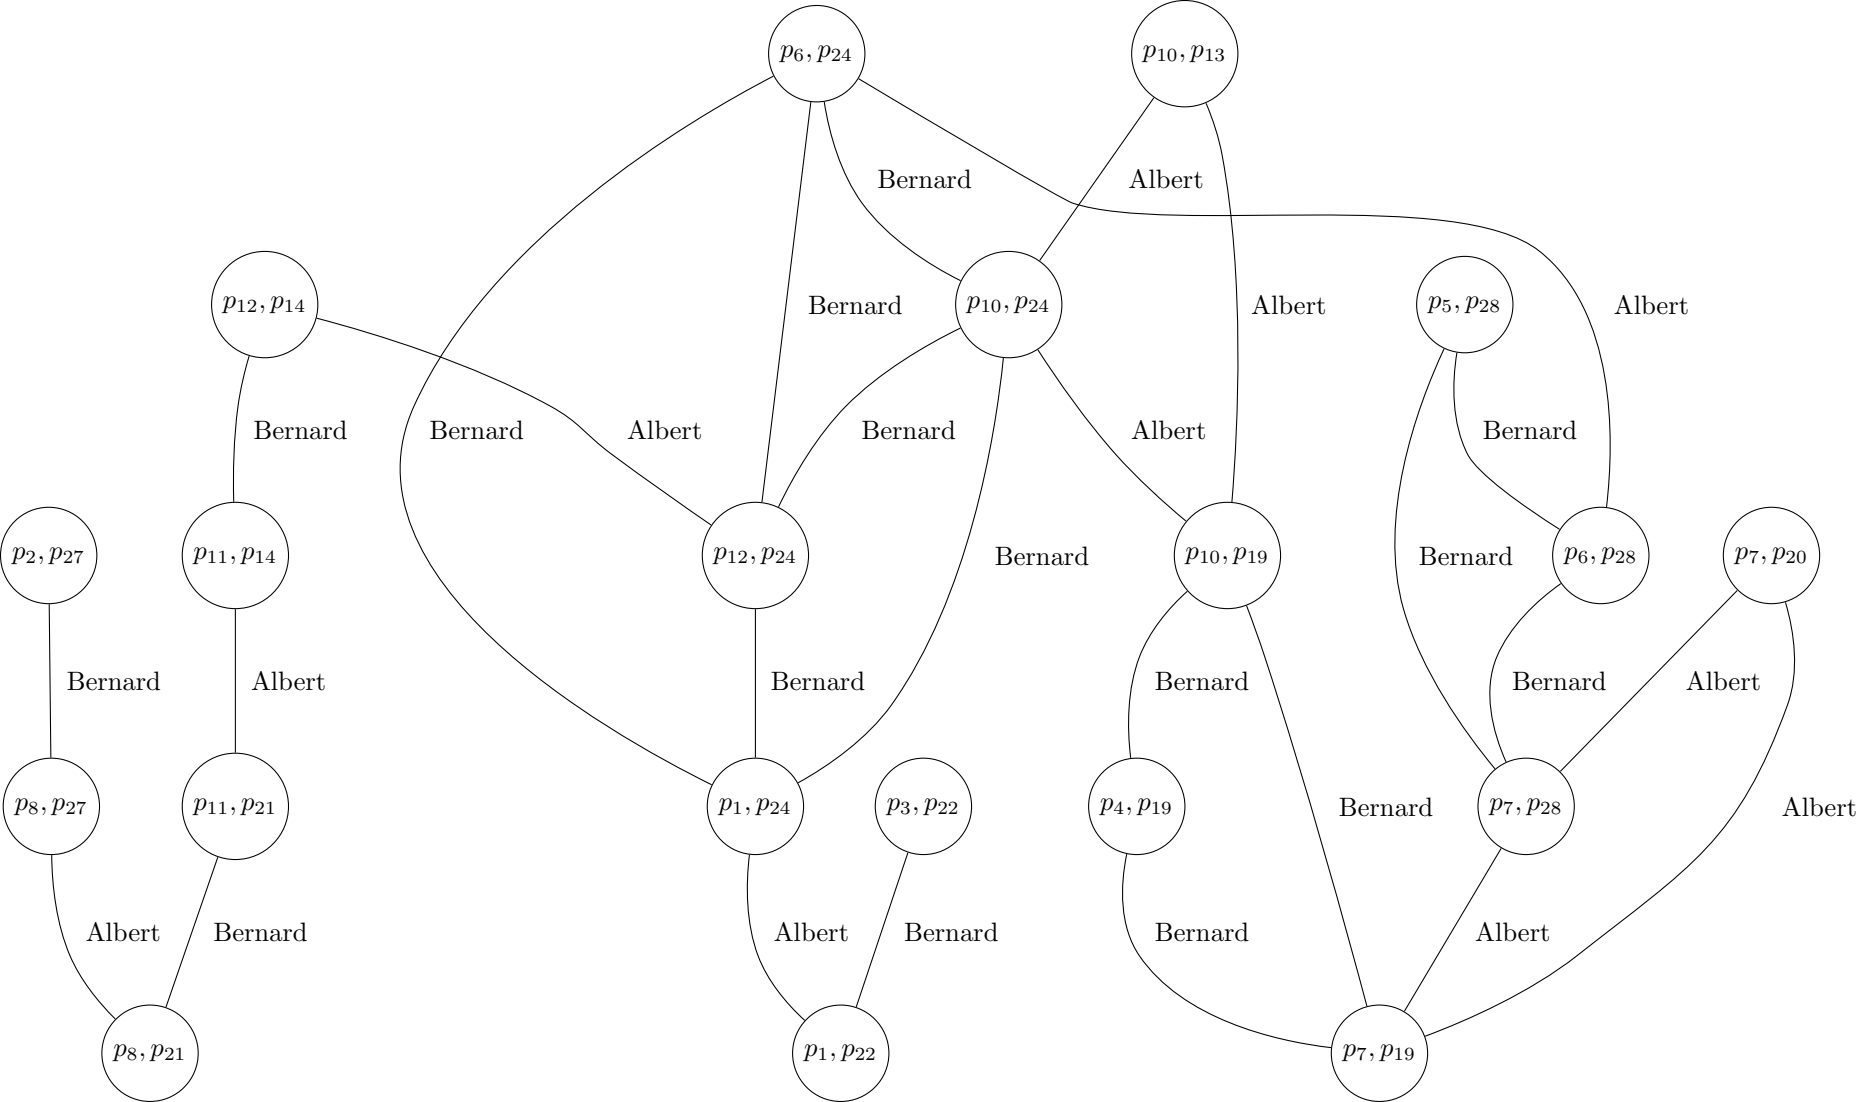 p₆, p₂₄
p₁₀, p₁₃
Bernard
Albert
p₁₂, p₁₄
Bernard
p₁₀, p₂₄
Albert
p₅, p₂₈
Albert
Bernard
Bernard
Albert
Bernard
Albert
Bernard
p₂, p₂₇
p₁₁, p₁₄
p₁₂, p₂₄
Bernard
p₁₀, p₁₉
Bernard
p₆, p₂₈
p₇, p₂₀
Bernard
Albert
Bernard
Bernard
Bernard
Albert
p₈, p₂₇
p₁₁, p₂₁
p₁, p₂₄
p₃, p₂₂
p₄, p₁₉
Bernard
p₇, p₂₈
Albert
Albert
Bernard
Albert
Bernard
Bernard
Albert
p₈, p₂₁
p₁, p₂₂
p₇, p₁₉